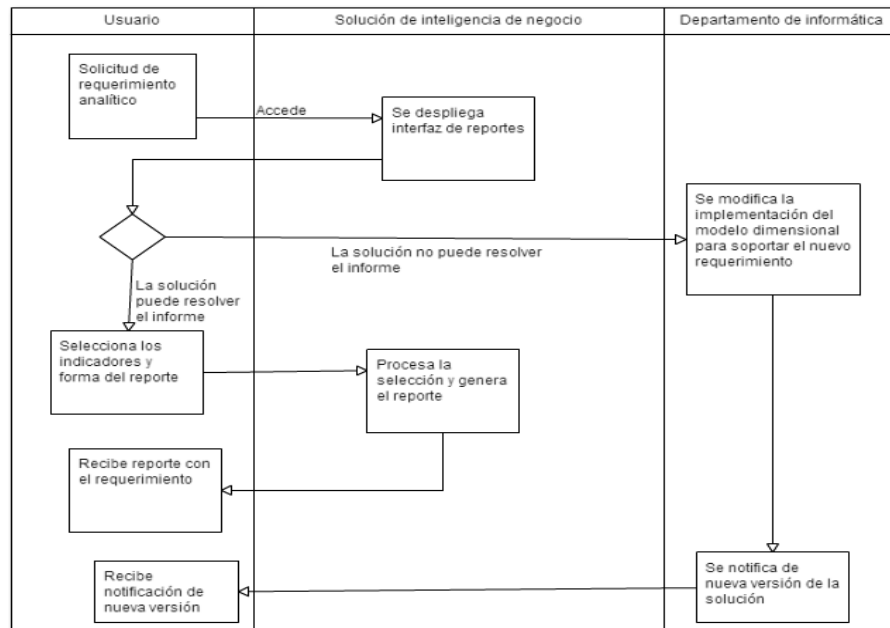 Usuario
Solución de inteligencia de negocio
Departamento de informática
Solicitud de
requerimiento
analítico
Accede
Se despliega
interfaz de reportes
Se modifica la
implementación del
modelo dimensional
para soportar el nuevo
requerimiento
La solución no puede resolver
el informe
La solución
puede resolver
el informe
Selecciona los
indicadores y
forma del reporte
Procesa la
selección y genera
el reporte
Recibe reporte con
el requerimiento
Se notifica de
nueva versión de la
solución
Recibe
notificación de
nueva versión